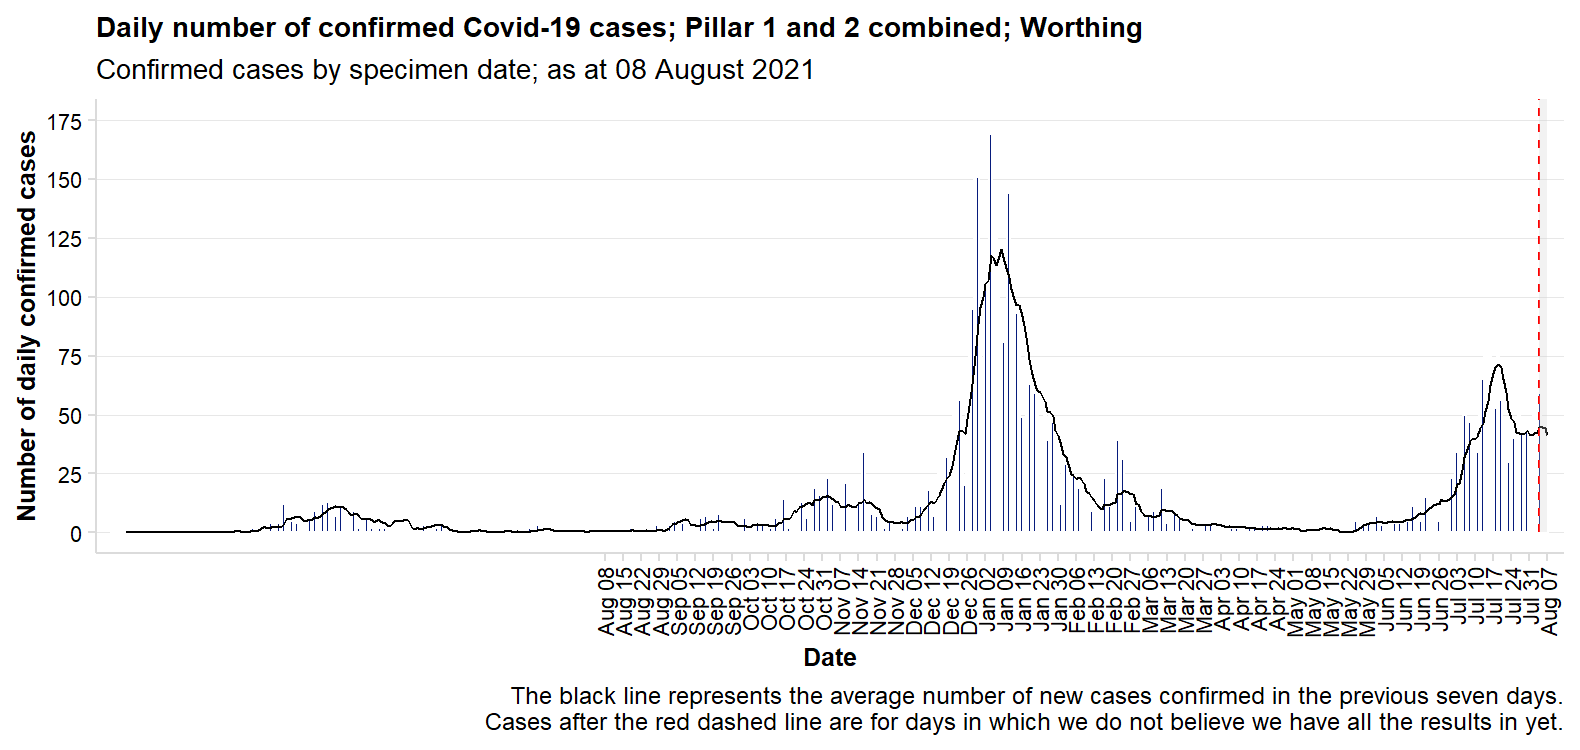 Daily number of confirmed Covid-19 cases; Pillar 1 and 2 combined; Worthing
Confirmed cases by specimen date; as at 08 August 2021
Number of daily confirmed cases
175
150
125
100
75
50
25
0
Aug 08
Aug 15
Aug 22
Aug 29
Sep 05
Sep 12
Sep 19
Sep 26
Oct 03
Oct 10
Oct 17
Oct 24
Oct 31
Nov 07
Nov 14
Nov 21
Nov 28
Dec 05
Dec 12
Dec 19
Dec 26
Jan 02
Jan 09
Jan 16
Jan 23
Jan 30
Feb 06
Feb 13
Feb 20
Feb 27
Mar 06
Mar 13
Mar 20
Mar 27
Apr 03
Apr 10
Apr 17
Apr 24
May 01
May 08
May 15
May 22
May 29
Jun 05
Jun 12
Jun 19
Jun 26
Jul 03
Jul 10
Jul 17
Jul 24
Jul 31
Aug 07
Date
The black line represents the average number of new cases confirmed in the previous seven days.
Cases after the red dashed line are for days in which we do not believe we have all the results in yet.